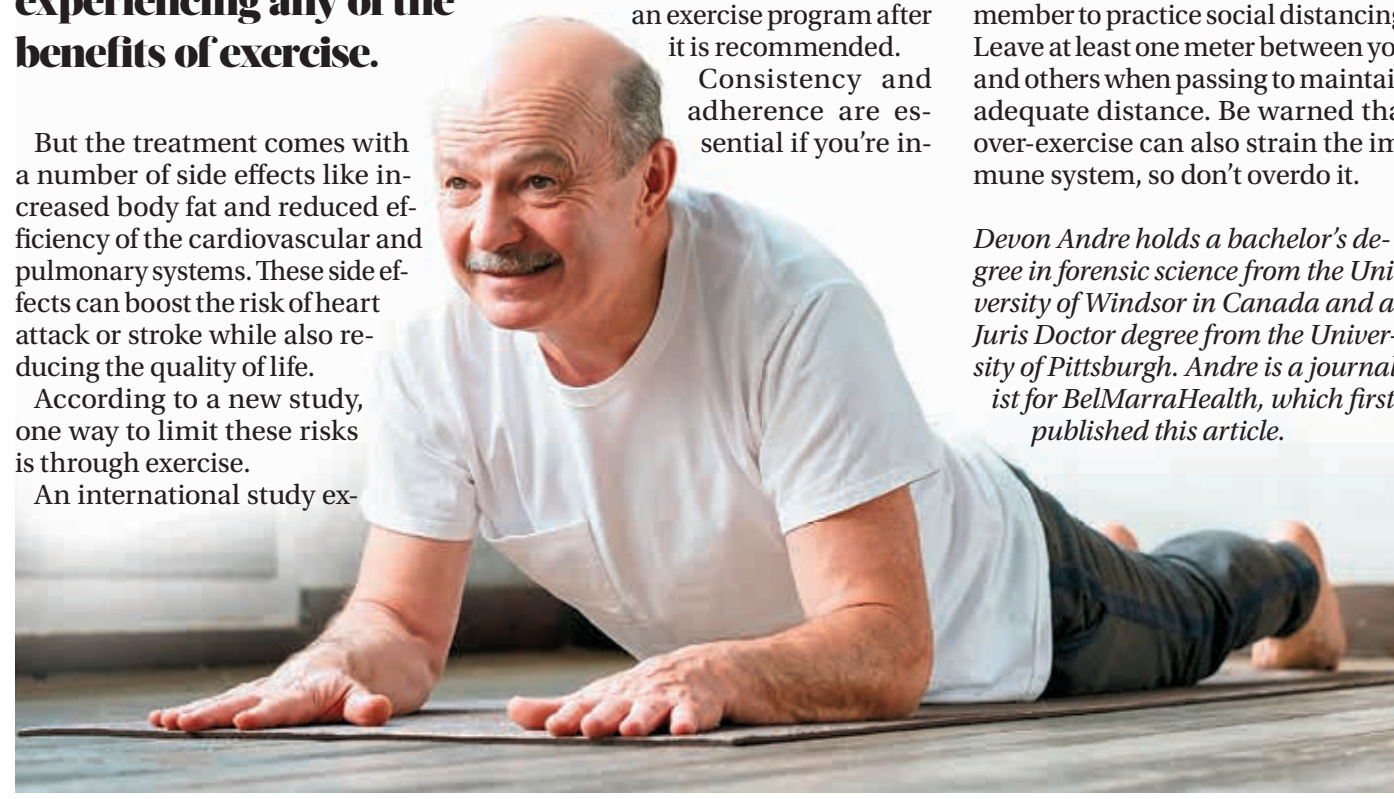 experiencing any of the
benefits of exercise.
But the treatment comes with
a number of side effects like in-
creased body fat and reduced ef-
ficiency of the cardiovascular and
pulmonary systems. These side ef-
fects can boost the risk of heart
attack or stroke while also re-
ducing the quality of life.
According to a new study,
one way to limit these risks
is through exercise.
An international study ex-
an exercise program after
it is recommended.
Consistency and
adherence are es-
sential if you're in-
member to practice social distancing
Leave at least one meter between yo
and others when passing to maintai
adequate distance. Be warned tha
over-exercise can also strain the im
mune system, so don't overdo it.
Devon Andre holds a bachelor's de-
gree in forensic science from the Uni
versity of Windsor in Canada and a
Juris Doctor degree from the Univer-
sity of Pittsburgh. Andre is a journal
ist for BelMarraHealth, which first
published this article.